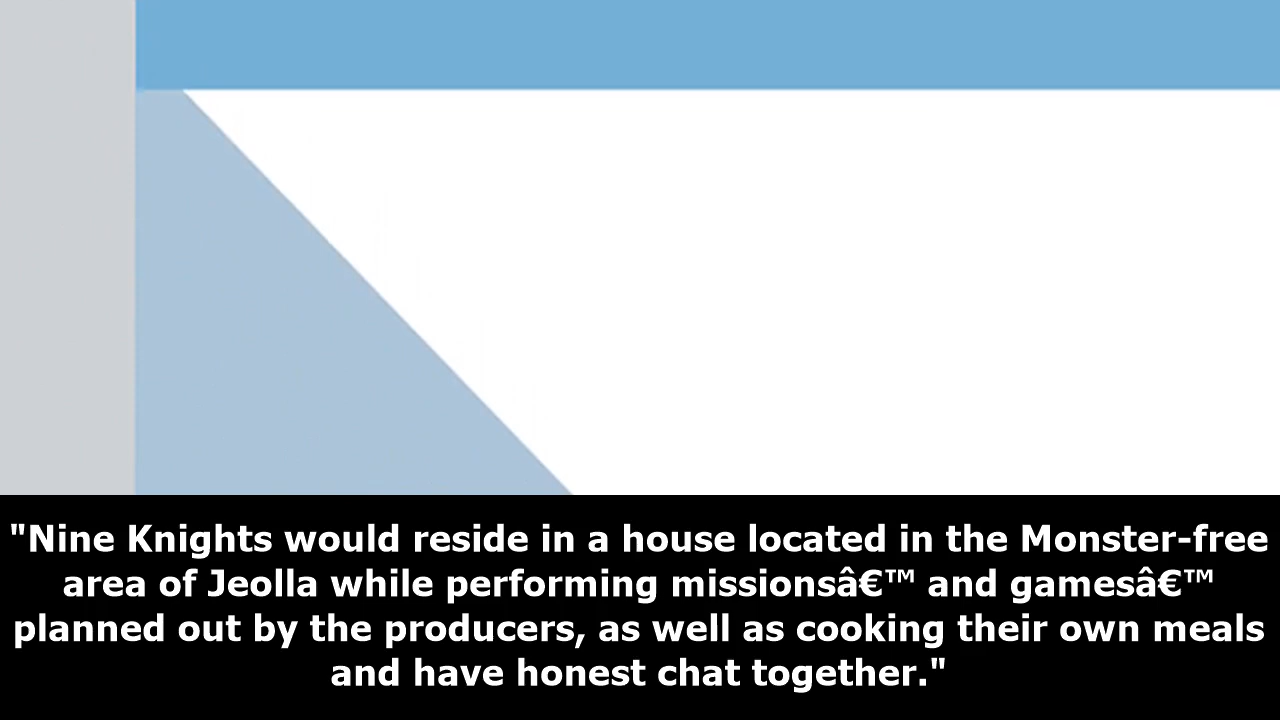 "Nine Knights would reside in a house located in the Monster-free
area of Jeolla while performing missionsâ€™ and gamesâ€™
planned out by the producers, as well as cooking their own meals
and have honest chat together."